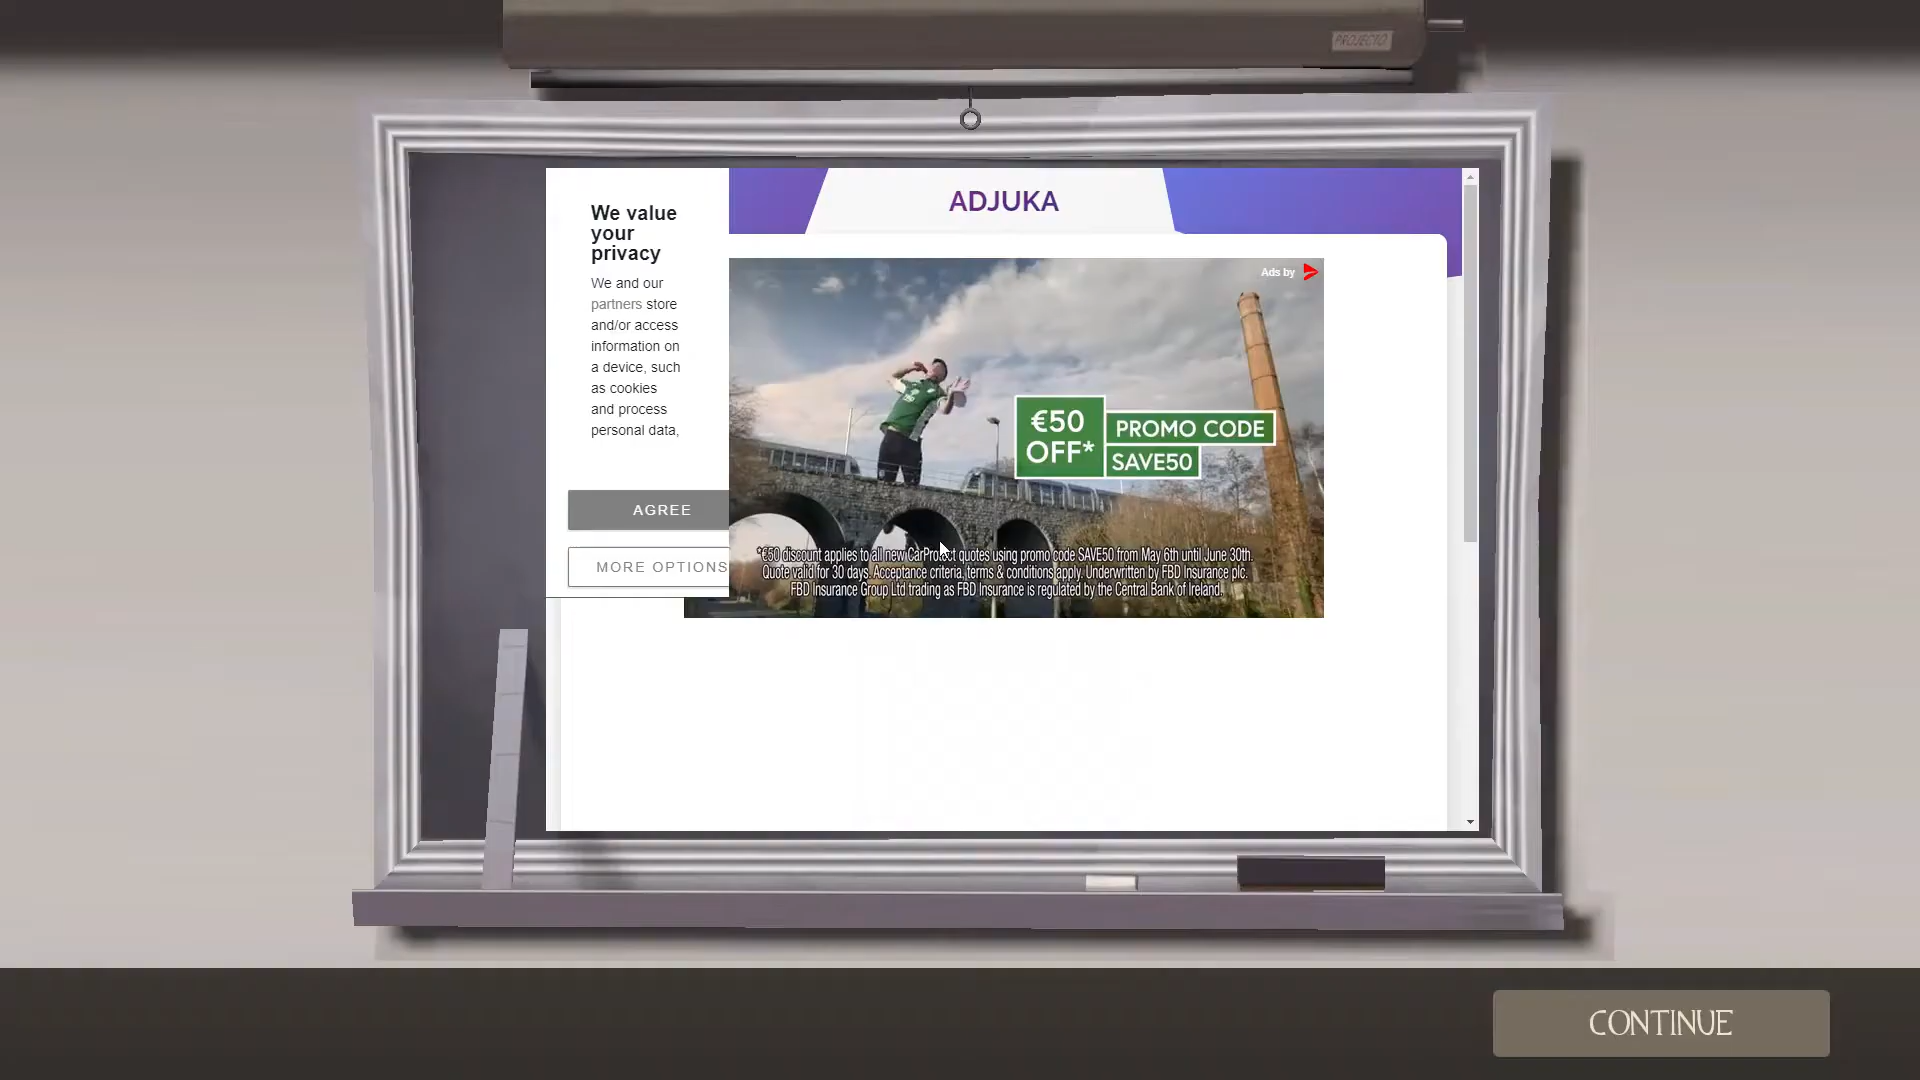 PROJECTO
ADJUKA
We value
your
privacy
We and our
partners store
and/or access
information on
a device, such
as cookies
and process
personal data,
AGREE
MORE OPTIONS
Ads by
€50
OFF*
PROMO CODE
SAVE50
*€50 discount applies to all new CarProtect quotes using promo code SAVE50 from May 6th until June 30th.
Quote valid for 30 days. Acceptance criteria, terms & conditions apply. Underwritten by FBD Insurance plc.
FBD Insurance Group Ltd trading as FBD Insurance is regulated by the Central Bank of Ireland.
CONTINUE